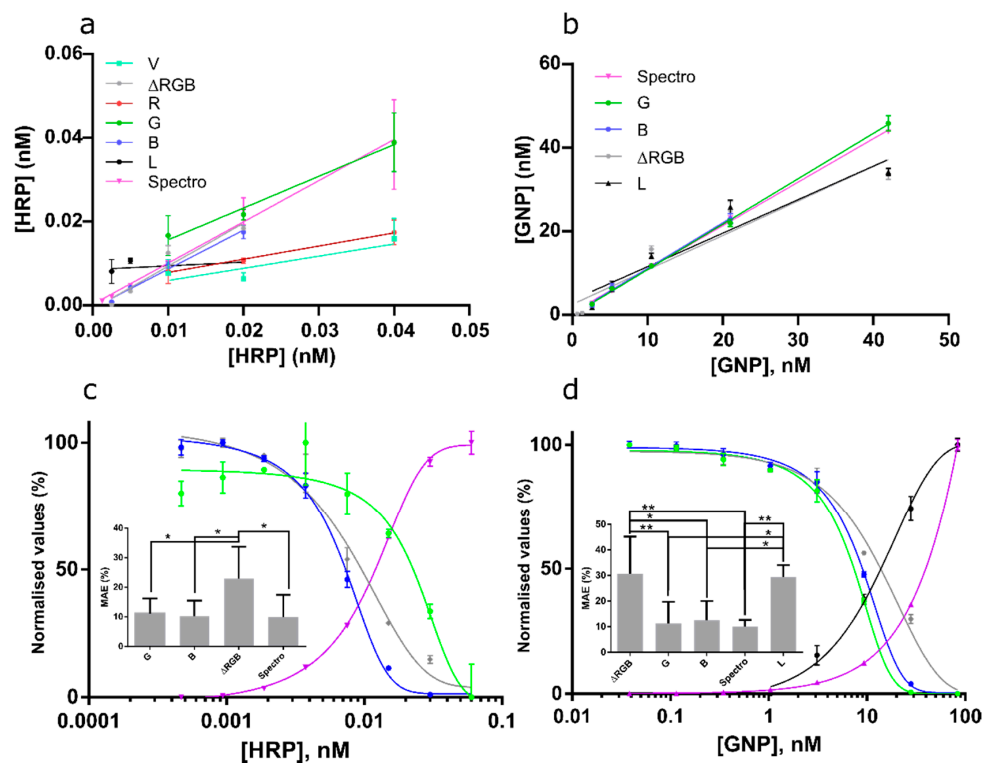 a
[HRP] (nM)
0.06
0.04
0.02
0.00
V
ΔRGB
R
G
B
L
Spectro
0.00
0.01
0.02
0.03
0.04
0.05
[HRP] (nM)
b
[GNP] (nM)
60
40
20
0
Spectro
G
B
ΔRGB
L
0
10
20
30
40
50
[GNP], nM
c
Normalised values (%)
100
50
0
MAE (%)
40
30
20
10
0
*
*
*
G
B
ΔRGB
Spectro
0.0001
0.001
0.01
0.1
[HRP], nM
d
Normalised values (%)
100
50
0
MAE (%)
50
40
30
20
10
0
**
*
**
**
*
*
ΔRGB
G
B
Spectro
L
0.01
0.1
1
10
100
[GNP], nM